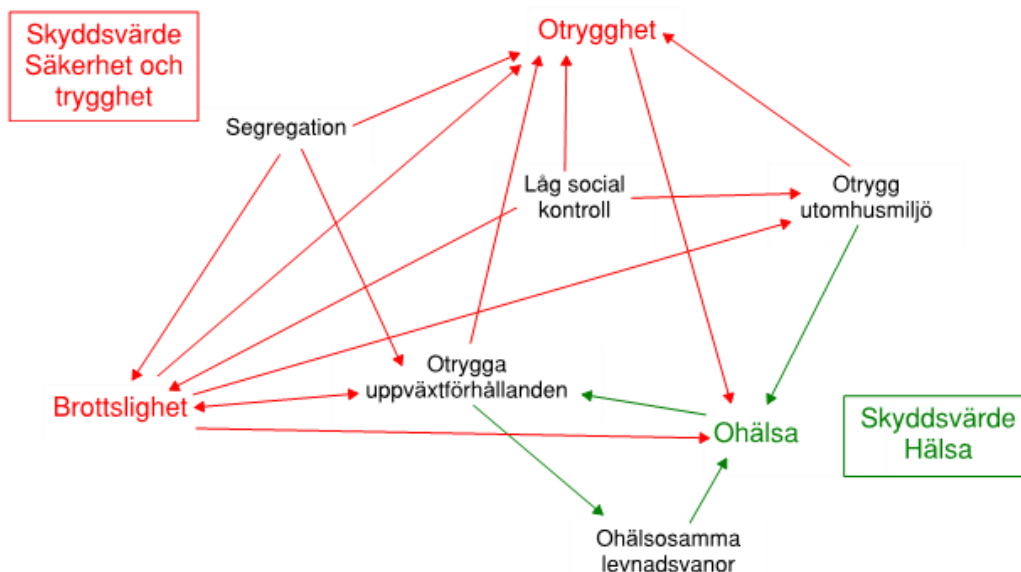 Skyddsvärde
Säkerhet och
trygghet
Otrygghet
Segregation
Låg social
kontroll
Otrygg
utomhusmiljö
Otrygga
uppväxtförhållanden
Brottslighet
Ohälsa
Skyddsvärde
Hälsa
Ohälsosamma
levnadsvanor